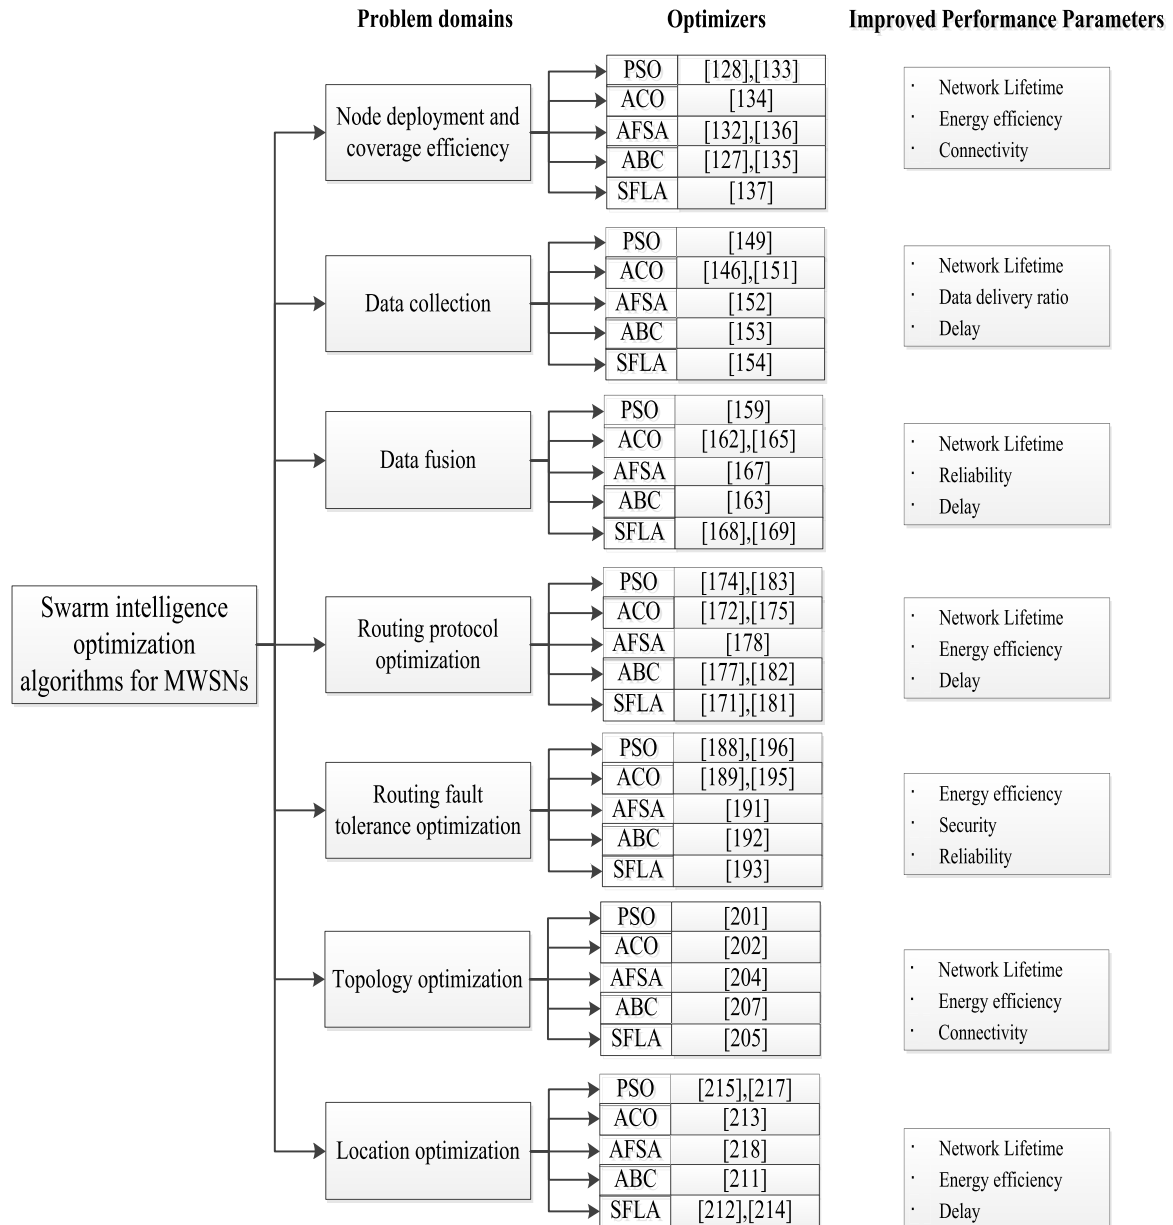 Problem domains
Optimizers
Improved Performance Parameters
Swarm intelligence
optimization
algorithms for MWSNs
Node deployment and
coverage efficiency
PSO [128],[133]
ACO [134]
AFSA [132],[136]
ABC [127],[135]
SFLA [137]
· Network Lifetime
· Energy efficiency
· Connectivity
Data collection
PSO [149]
ACO [146],[151]
AFSA [152]
ABC [153]
SFLA [154]
· Network Lifetime
· Data delivery ratio
· Delay
Data fusion
PSO [159]
ACO [162],[165]
AFSA [167]
ABC [163]
SFLA [168],[169]
· Network Lifetime
· Reliability
· Delay
Routing protocol
optimization
PSO [174],[183]
ACO [172],[175]
AFSA [178]
ABC [177],[182]
SFLA [171],[181]
· Network Lifetime
· Energy efficiency
· Delay
Routing fault
tolerance optimization
PSO [188],[196]
ACO [189],[195]
AFSA [191]
ABC [192]
SFLA [193]
· Energy efficiency
· Security
· Reliability
Topology optimization
PSO [201]
ACO [202]
AFSA [204]
ABC [207]
SFLA [205]
· Network Lifetime
· Energy efficiency
· Connectivity
Location optimization
PSO [215],[217]
ACO [213]
AFSA [218]
ABC [211]
SFLA [212],[214]
· Network Lifetime
· Energy efficiency
· Delay